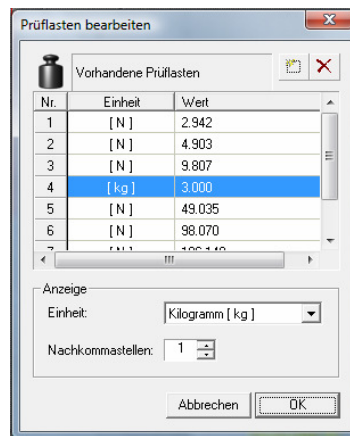 Prüflasten bearbeiten
Vorhandene Prüflasten
Nr. Einheit Wert
1 [ N ] 2.942
2 [ N ] 4.903
3 [ N ] 9.807
4 [ kg ] 3.000
5 [ N ] 49.035
6 [ N ] 98.070
7 [ N ]
Anzeige
Einheit: Kilogramm [ kg ]
Nachkommastellen: 1
Abbrechen OK